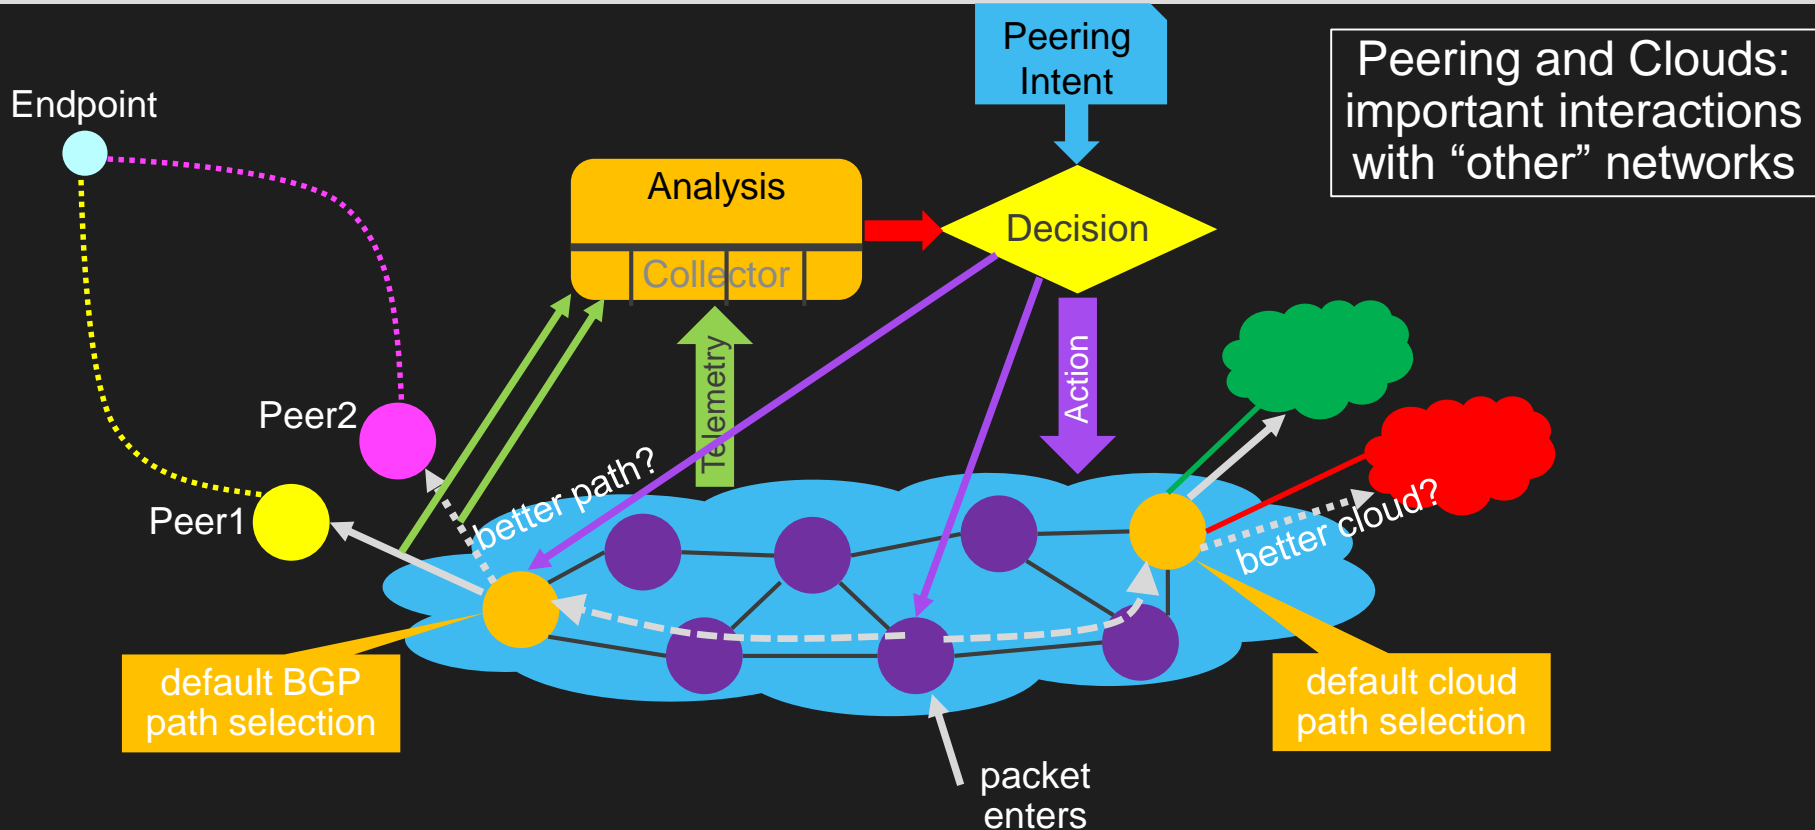 Peering
Intent
Peering and Clouds:
important interactions
with “other” networks
Endpoint
Analysis
Collector
Decision
Telemetry
Action
Peer2
Peer1
better path?
better cloud?
default BGP
path selection
default cloud
path selection
packet
enters